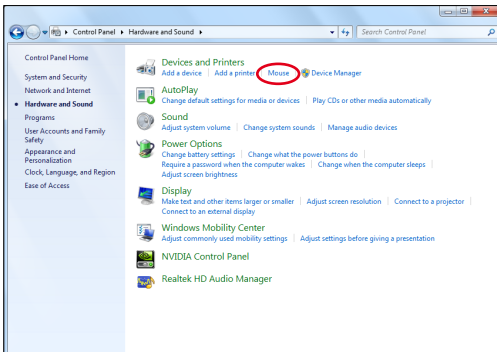 Control Panel ▸ Hardware and Sound ▸
Search Control Panel
Control Panel Home
System and Security
Network and Internet
Hardware and Sound
Programs
User Accounts and Family
Safety
Appearance and
Personalization
Clock, Language, and Region
Ease of Access
Devices and Printers
Add a device | Add a printer | Mouse | Device Manager
AutoPlay
Change default settings for media or devices | Play CDs or other media automatically
Sound
Adjust system volume | Change system sounds | Manage audio devices
Power Options
Change battery settings | Change what the power buttons do |
Require a password when the computer wakes | Change when the computer sleeps |
Adjust screen brightness
Display
Make text and other items larger or smaller | Adjust screen resolution | Connect to a projector |
Connect to an external display
Windows Mobility Center
Adjust commonly used mobility settings | Adjust settings before giving a presentation
NVIDIA Control Panel
Realtek HD Audio Manager